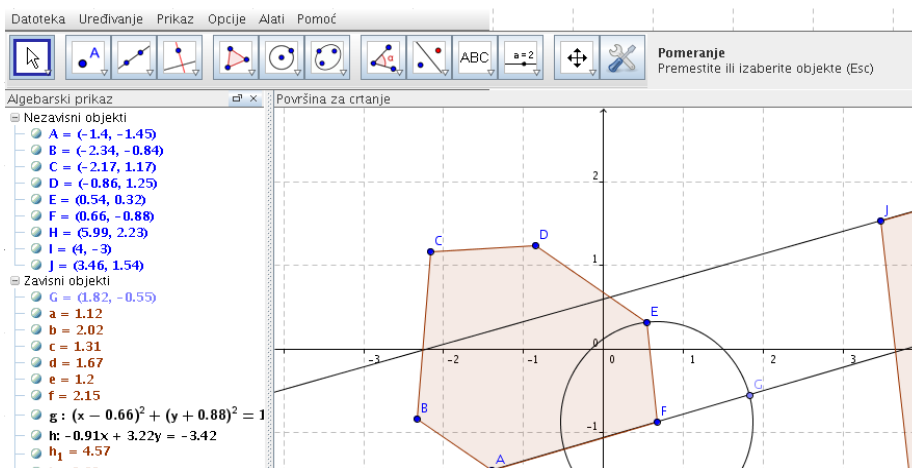 Datoteka Uređivanje Prikaz Opcije Alati Pomoć
A
α
ABC
a=2
Pomeranje
Premestite ili izaberite objekte (Esc)
Algebarski prikaz
Nezavisni objekti
A = (-1.4, -1.45)
B = (-2.34, -0.84)
C = (-2.17, 1.17)
D = (-0.86, 1.25)
E = (0.54, 0.32)
F = (0.66, -0.88)
H = (5.99, 2.23)
I = (4, -3)
J = (3.46, 1.54)
Zavisni objekti
G = (1.82, -0.55)
a = 1.12
b = 2.02
c = 1.31
d = 1.67
e = 1.2
f = 2.15
g : (x − 0.66)² + (y + 0.88)² = 1
h: -0.91x + 3.22y = -3.42
h₁ = 4.57
Površina za crtanje
2
J
D
C
1
E
0
-3 -2 -1 0 1 2 3
G
B
F
-1
A